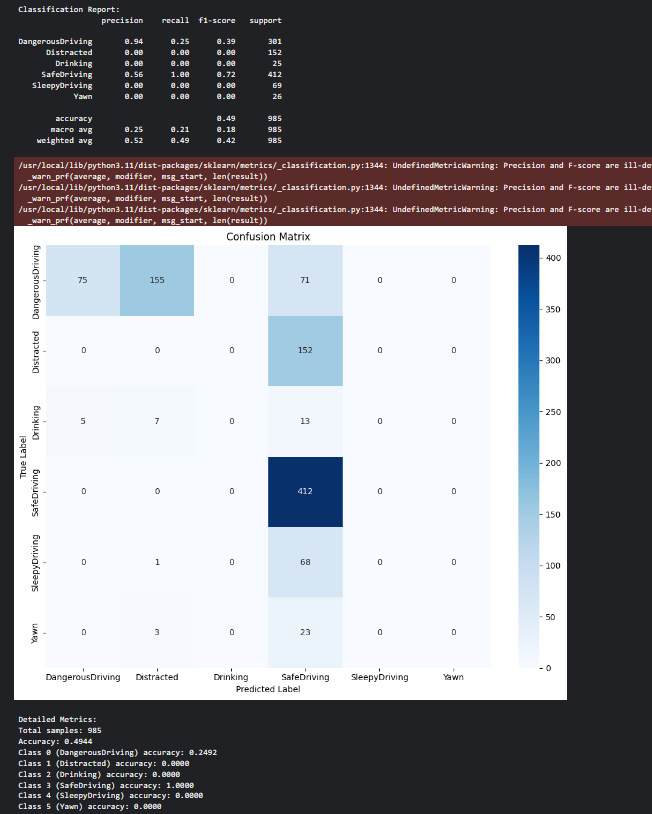 Classification Report:
precision recall f1-score support
DangerousDriving 0.94 0.25 0.39 301
Distracted 0.00 0.00 0.00 152
Drinking 0.00 0.00 0.00 25
SafeDriving 0.56 1.00 0.72 412
SleepyDriving 0.00 0.00 0.00 69
Yawn 0.00 0.00 0.00 26
accuracy 0.49 985
macro avg 0.25 0.21 0.18 985
weighted avg 0.52 0.49 0.42 985
/usr/local/lib/python3.11/dist-packages/sklearn/metrics/_classification.py:1344: UndefinedMetricWarning: Precision and F-score are ill-de
_warn_prf(average, modifier, msg_start, len(result))
/usr/local/lib/python3.11/dist-packages/sklearn/metrics/_classification.py:1344: UndefinedMetricWarning: Precision and F-score are ill-de
_warn_prf(average, modifier, msg_start, len(result))
/usr/local/lib/python3.11/dist-packages/sklearn/metrics/_classification.py:1344: UndefinedMetricWarning: Precision and F-score are ill-de
_warn_prf(average, modifier, msg_start, len(result))
Confusion Matrix
True Label
DangerousDriving 75 155 0 71 0 0
Distracted 0 0 0 152 0 0
Drinking 5 7 0 13 0 0
SafeDriving 0 0 0 412 0 0
SleepyDriving 0 1 0 68 0 0
Yawn 0 3 0 23 0 0
DangerousDriving Distracted Drinking SafeDriving SleepyDriving Yawn
Predicted Label
400
350
300
250
200
150
100
50
0
Detailed Metrics:
Total samples: 985
Accuracy: 0.4944
Class 0 (DangerousDriving) accuracy: 0.2492
Class 1 (Distracted) accuracy: 0.0000
Class 2 (Drinking) accuracy: 0.0000
Class 3 (SafeDriving) accuracy: 1.0000
Class 4 (SleepyDriving) accuracy: 0.0000
Class 5 (Yawn) accuracy: 0.0000